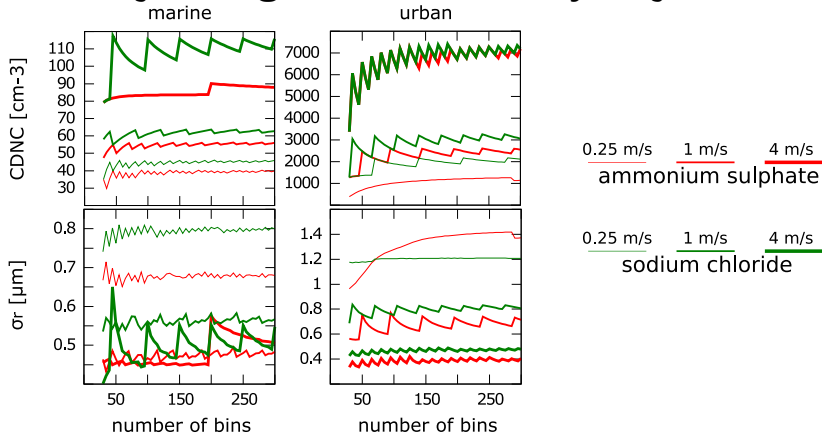 marine urban
110
100
90
80
70
60
50
40
30
CDNC [cm-3]
7000
6000
5000
4000
3000
2000
1000
0.8
0.7
0.6
0.5
σr [μm]
1.4
1.2
1
0.8
0.6
0.4
50 150 250
number of bins
50 150 250
number of bins
0.25 m/s 1 m/s 4 m/s
ammonium sulphate
0.25 m/s 1 m/s 4 m/s
sodium chloride